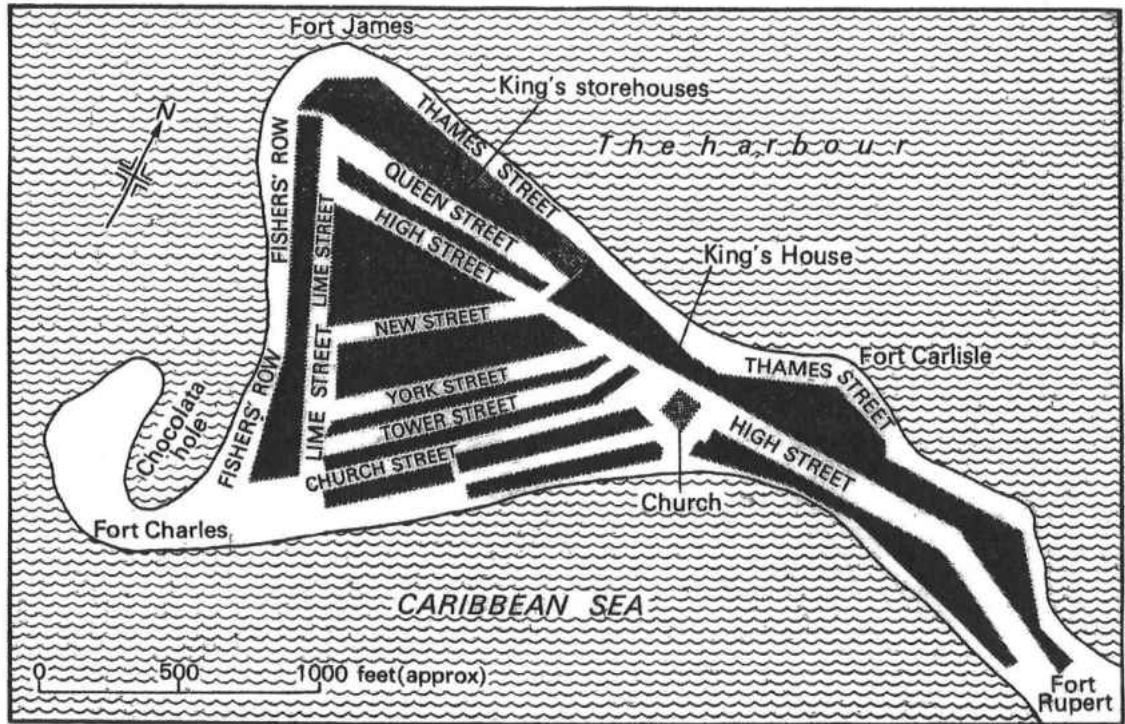 Fort James
King's storehouses
N
THAMES STREET
The harbour
FISHERS' ROW
LIME STREET
QUEEN STREET
HIGH STREET
King's House
NEW STREET
THAMES STREET
Fort Carlisle
FISHERS' ROW
LIME STREET
YORK STREET
TOWER STREET
CHURCH STREET
HIGH STREET
Chocolata
hole
Church
Fort Charles
CARIBBEAN SEA
0 500 1000 feet(approx)
Fort
Rupert